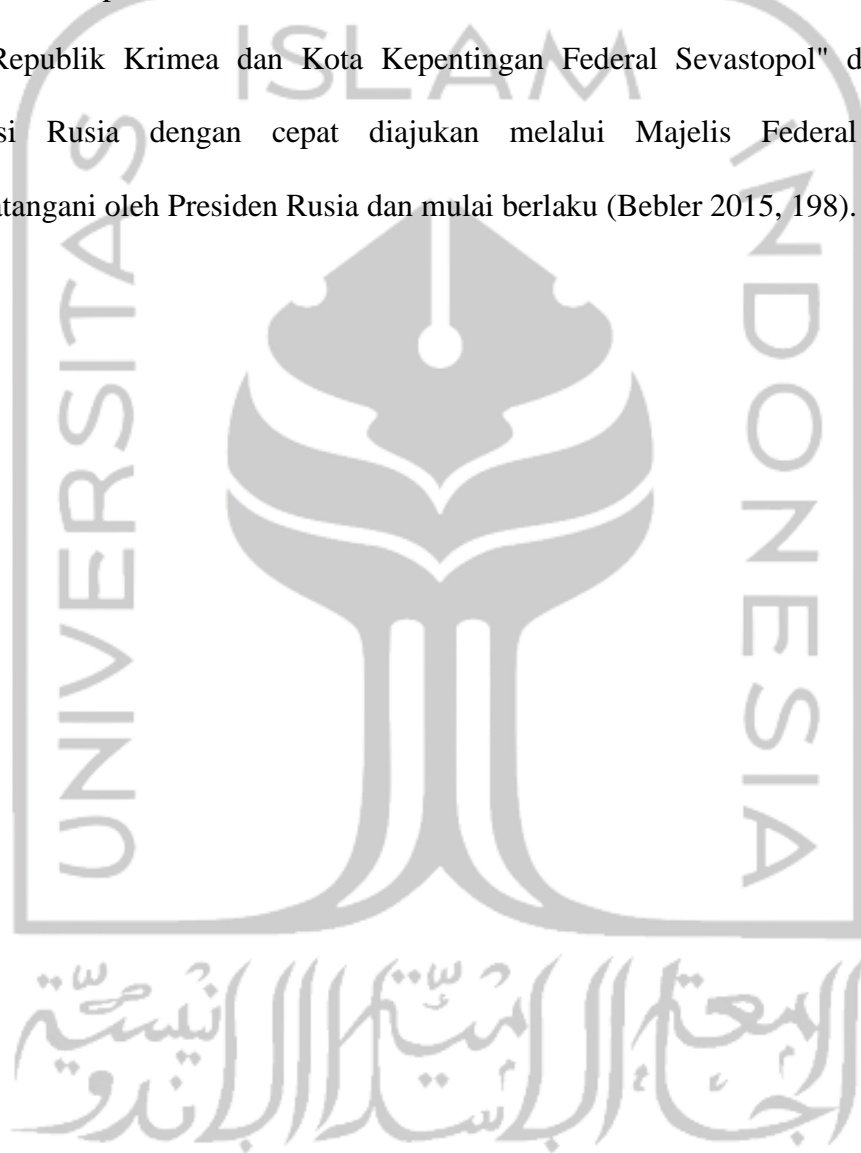 Republik Krimea dan Kota Kepentingan Federal Sevastopol" d
si Rusia dengan cepat diajukan melalui Majelis Federal
atangani oleh Presiden Rusia dan mulai berlaku (Bebler 2015, 198).
UNIVERSITAS
ISLAM
INDONESIA
الجامعة الإسلامية الإندونيسية